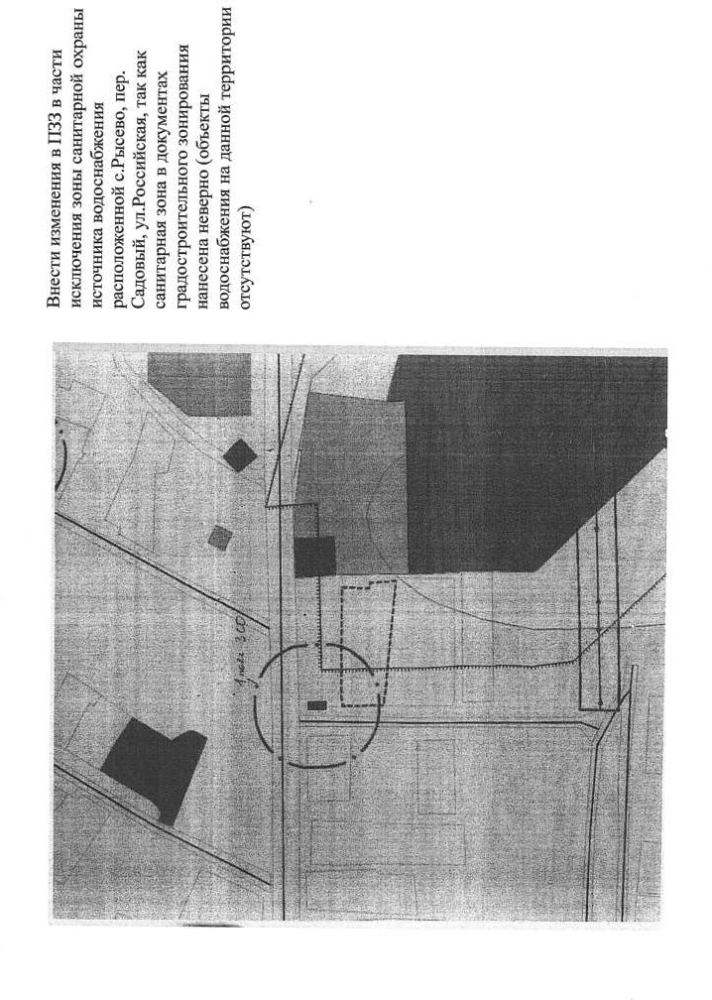 Внести изменения в ПЗЗ в части
исключения зоны санитарной охраны
источника водоснабжения
расположенной с.Рысево, пер.
Садовый, ул.Российская, так как
санитарная зона в документах
градостроительного зонирования
нанесена неверно (объекты
водоснабжения на данной территории
отсутствуют)